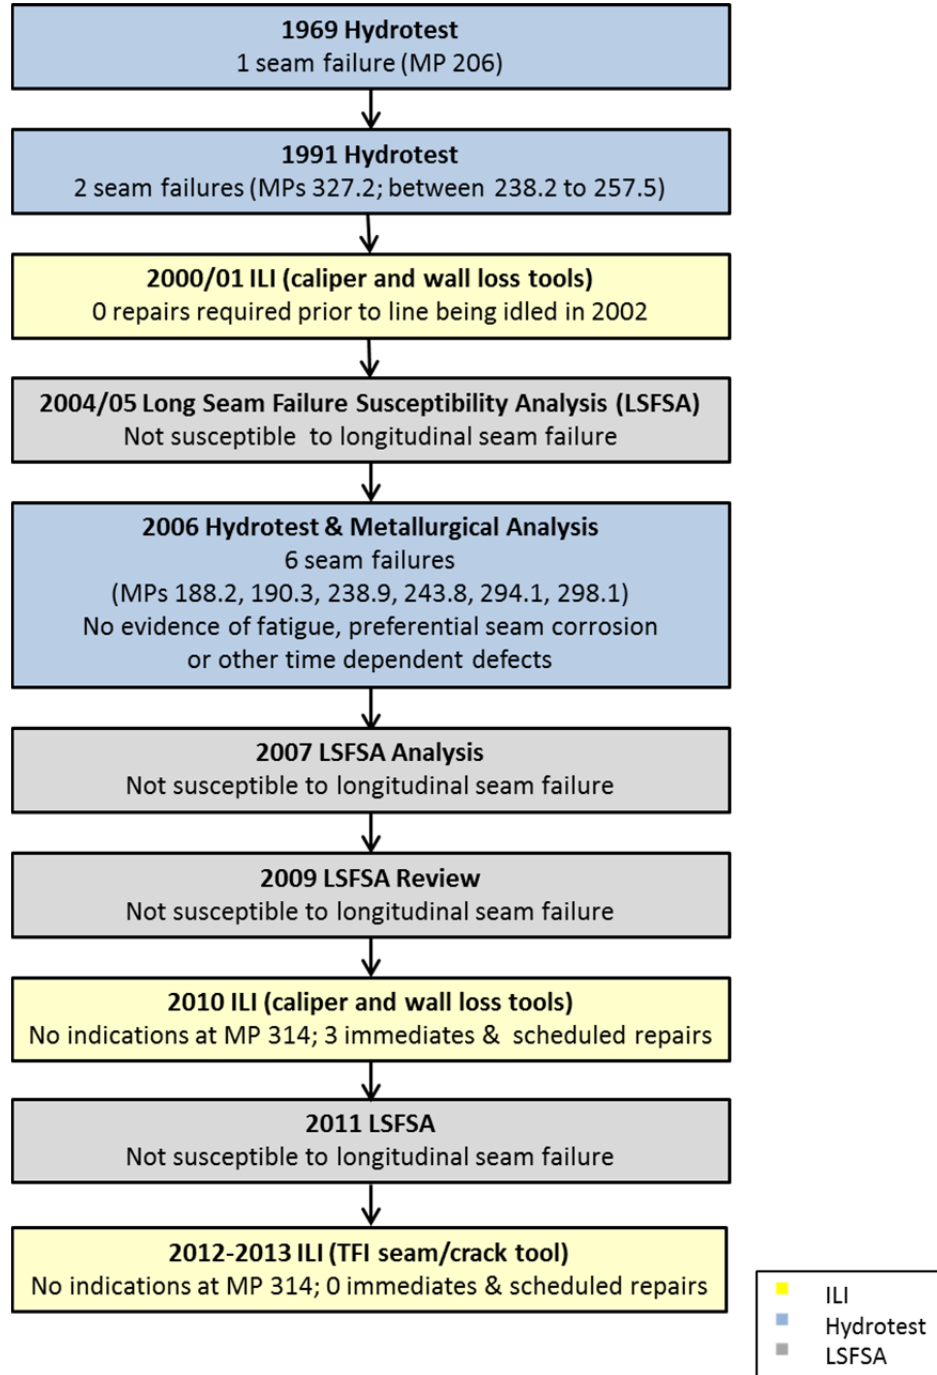 1969 Hydrotest
1 seam failure (MP 206)
1991 Hydrotest
2 seam failures (MPs 327.2; between 238.2 to 257.5)
2000/01 ILI (caliper and wall loss tools)
0 repairs required prior to line being idled in 2002
2004/05 Long Seam Failure Susceptibility Analysis (LSFSA)
Not susceptible to longitudinal seam failure
2006 Hydrotest & Metallurgical Analysis
6 seam failures
(MPs 188.2, 190.3, 238.9, 243.8, 294.1, 298.1)
No evidence of fatigue, preferential seam corrosion
or other time dependent defects
2007 LSFSA Analysis
Not susceptible to longitudinal seam failure
2009 LSFSA Review
Not susceptible to longitudinal seam failure
2010 ILI (caliper and wall loss tools)
No indications at MP 314; 3 immediates & scheduled repairs
2011 LSFSA
Not susceptible to longitudinal seam failure
2012-2013 ILI (TFI seam/crack tool)
No indications at MP 314; 0 immediates & scheduled repairs
ILI
Hydrotest
LSFSA